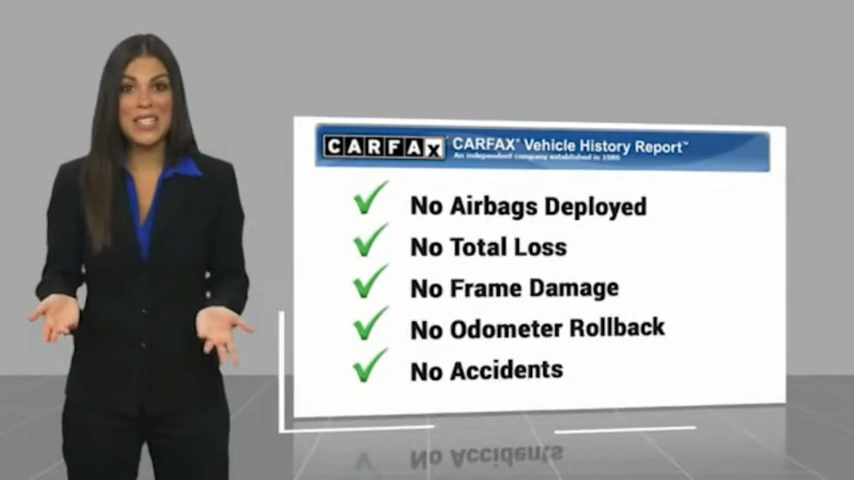 CARFAX CARFAX® Vehicle History Report™
An independent company established in 1986
No Airbags Deployed
No Total Loss
No Frame Damage
No Odometer Rollback
No Accidents
No Accidents